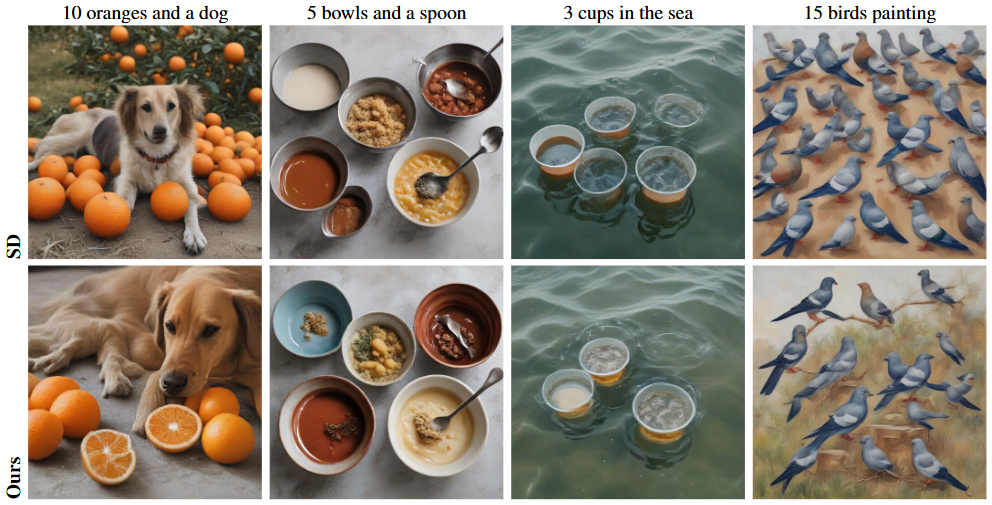 10 oranges and a dog
5 bowls and a spoon
3 cups in the sea
15 birds painting
SD
Ours